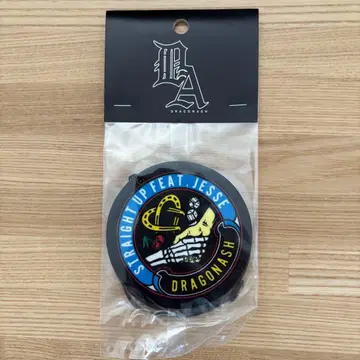 DA
DRAGONASH
STRAIGHT UP FEAT. JESSE
DRAGONASH